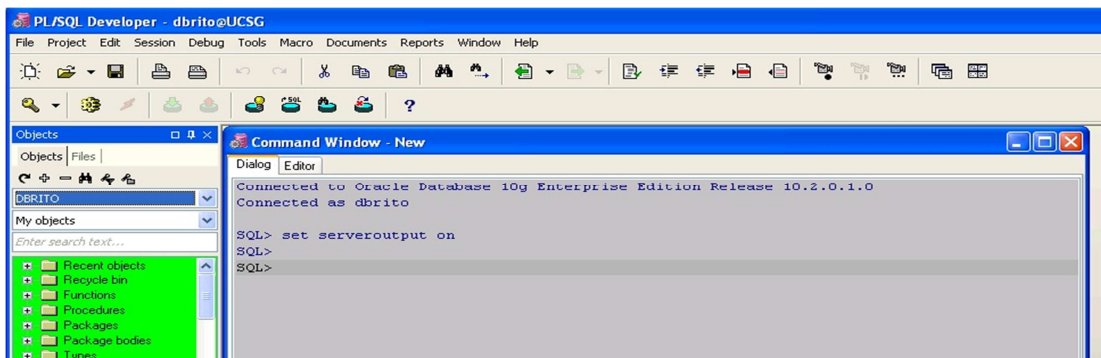 PL/SQL Developer - dbrito@UCSG
File Project Edit Session Debug Tools Macro Documents Reports Window Help
SQL
?
Objects
Objects Files
DBRITO
My objects
Enter search text...
Recent objects
Recycle bin
Functions
Procedures
Packages
Package bodies
Types
Command Window - New
Dialog Editor
Connected to Oracle Database 10g Enterprise Edition Release 10.2.0.1.0
Connected as dbrito
SQL> set serveroutput on
SQL>
SQL>